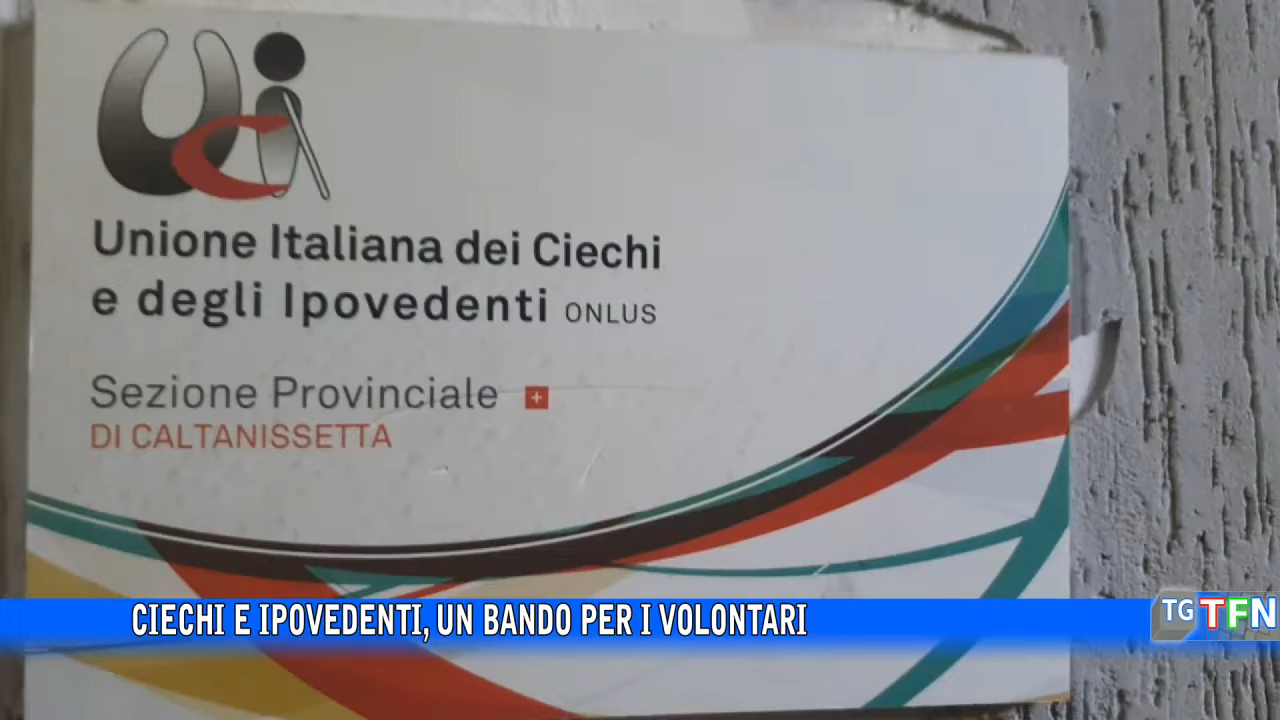 UCI
Unione Italiana dei Ciechi
e degli Ipovedenti ONLUS
Sezione Provinciale +
DI CALTANISSETTA
CIECHI E IPOVEDENTI, UN BANDO PER I VOLONTARI
TG TFN